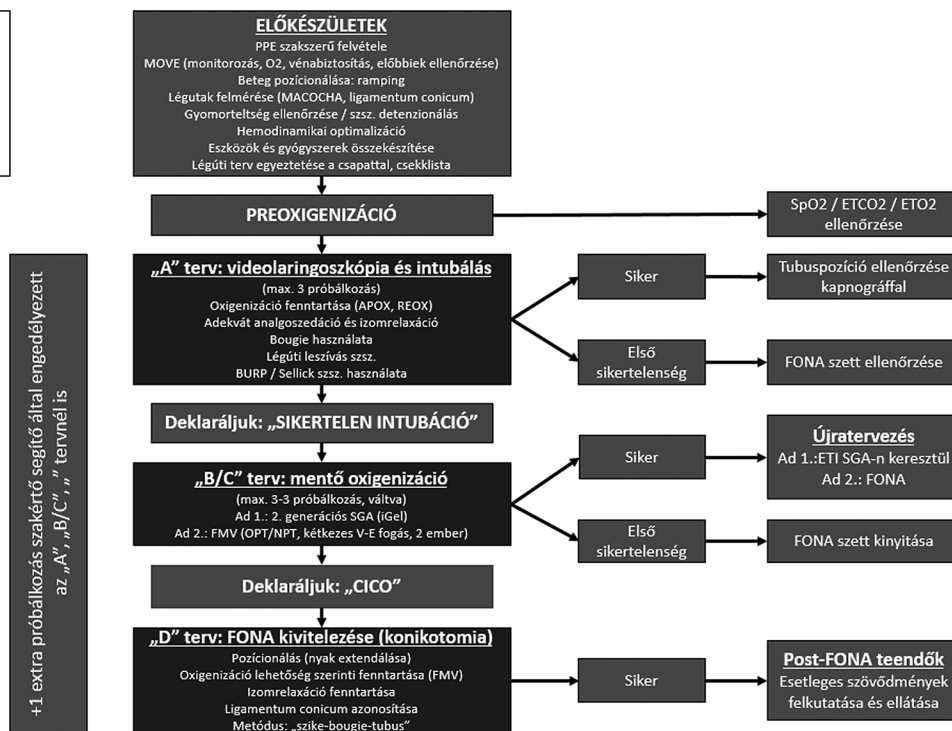 ELŐKÉSZÜLETEK
PPE szakszerű felvétele
MOVE (monitorozás, O2, vénabiztosítás, előbbiek ellenőrzése)
Beteg pozícionálása: ramping
Légutak felmérése (MACOCHA, ligamentum conicum)
Gyomorteltség ellenőrzése / szsz. detenzionálás
Hemodinamikai optimalizáció
Eszközök és gyógyszerek összekészítése
Légúti terv egyeztetése a csapattal, csekklista
PREOXIGENIZÁCIÓ
SpO2 / ETCO2 / ETO2
ellenőrzése
+1 extra próbálkozás szakértő segítő által engedélyezett
az „A”, „B/C”, „ ” tervnél is
„A” terv: videolaringoszkópia és intubálás
(max. 3 próbálkozás)
Oxigenizáció fenntartása (APOX, REOX)
Adekvát analgoszedáció és izomrelaxáció
Bougie használata
Légúti leszívás szsz.
BURP / Sellick szsz. használata
Siker
Tubuspozíció ellenőrzése
kapnográffal
Első
sikertelenség
FONA szett ellenőrzése
Deklaráljuk: „SIKERTELEN INTUBÁCIÓ”
„B/C” terv: mentő oxigenizáció
(max. 3-3 próbálkozás, váltva)
Ad 1.: 2. generációs SGA (iGel)
Ad 2.: FMV (OPT/NPT, kétkezes V-E fogás, 2 ember)
Siker
Újratervezés
Ad 1.:ETI SGA-n keresztül
Ad 2.: FONA
Első
sikertelenség
FONA szett kinyitása
Deklaráljuk: „CICO”
„D” terv: FONA kivitelezése (konikotomia)
Pozícionálás (nyak extendálása)
Oxigenizáció lehetőség szerinti fenntartása (FMV)
Izomrelaxáció fenntartása
Ligamentum conicum azonosítása
Metódus: „szike-bougie-tubus”
Siker
Post-FONA teendők
Esetleges szövődmények
felkutatása és ellátása